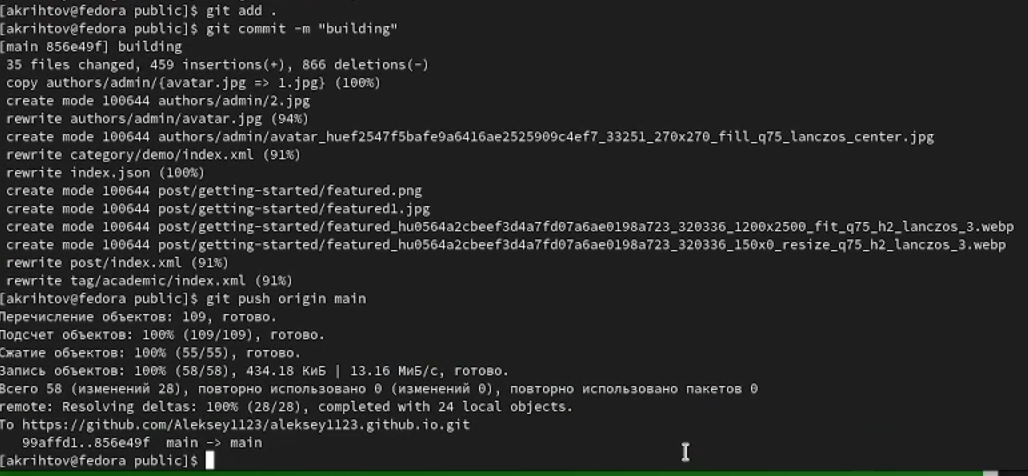 [akrihtov@fedora public]$ git add .
[akrihtov@fedora public]$ git commit -m "building"
[main 856e49f] building
 35 files changed, 459 insertions(+), 866 deletions(-)
 copy authors/admin/{avatar.jpg => 1.jpg} (100%)
 create mode 100644 authors/admin/2.jpg
 rewrite authors/admin/avatar.jpg (94%)
 create mode 100644 authors/admin/avatar_huef2547f5bafe9a6416ae2525909c4ef7_33251_270x270_fill_q75_lanczos_center.jpg
 rewrite category/demo/index.xml (91%)
 rewrite index.json (100%)
 create mode 100644 post/getting-started/featured.png
 create mode 100644 post/getting-started/featured1.jpg
 create mode 100644 post/getting-started/featured_hu0564a2cbeef3d4a7fd07a6ae0198a723_320336_1200x2500_fit_q75_h2_lanczos_3.webp
 create mode 100644 post/getting-started/featured_hu0564a2cbeef3d4a7fd07a6ae0198a723_320336_150x0_resize_q75_h2_lanczos_3.webp
 rewrite post/index.xml (91%)
 rewrite tag/academic/index.xml (91%)
[akrihtov@fedora public]$ git push origin main
Перечисление объектов: 109, готово.
Подсчет объектов: 100% (109/109), готово.
Сжатие объектов: 100% (55/55), готово.
Запись объектов: 100% (58/58), 434.18 КиБ | 13.16 МиБ/с, готово.
Всего 58 (изменений 28), повторно использовано 0 (изменений 0), повторно использовано пакетов 0
remote: Resolving deltas: 100% (28/28), completed with 24 local objects.
To https://github.com/Aleksey1123/aleksey1123.github.io.git
   99affd1..856e49f  main -> main
[akrihtov@fedora public]$